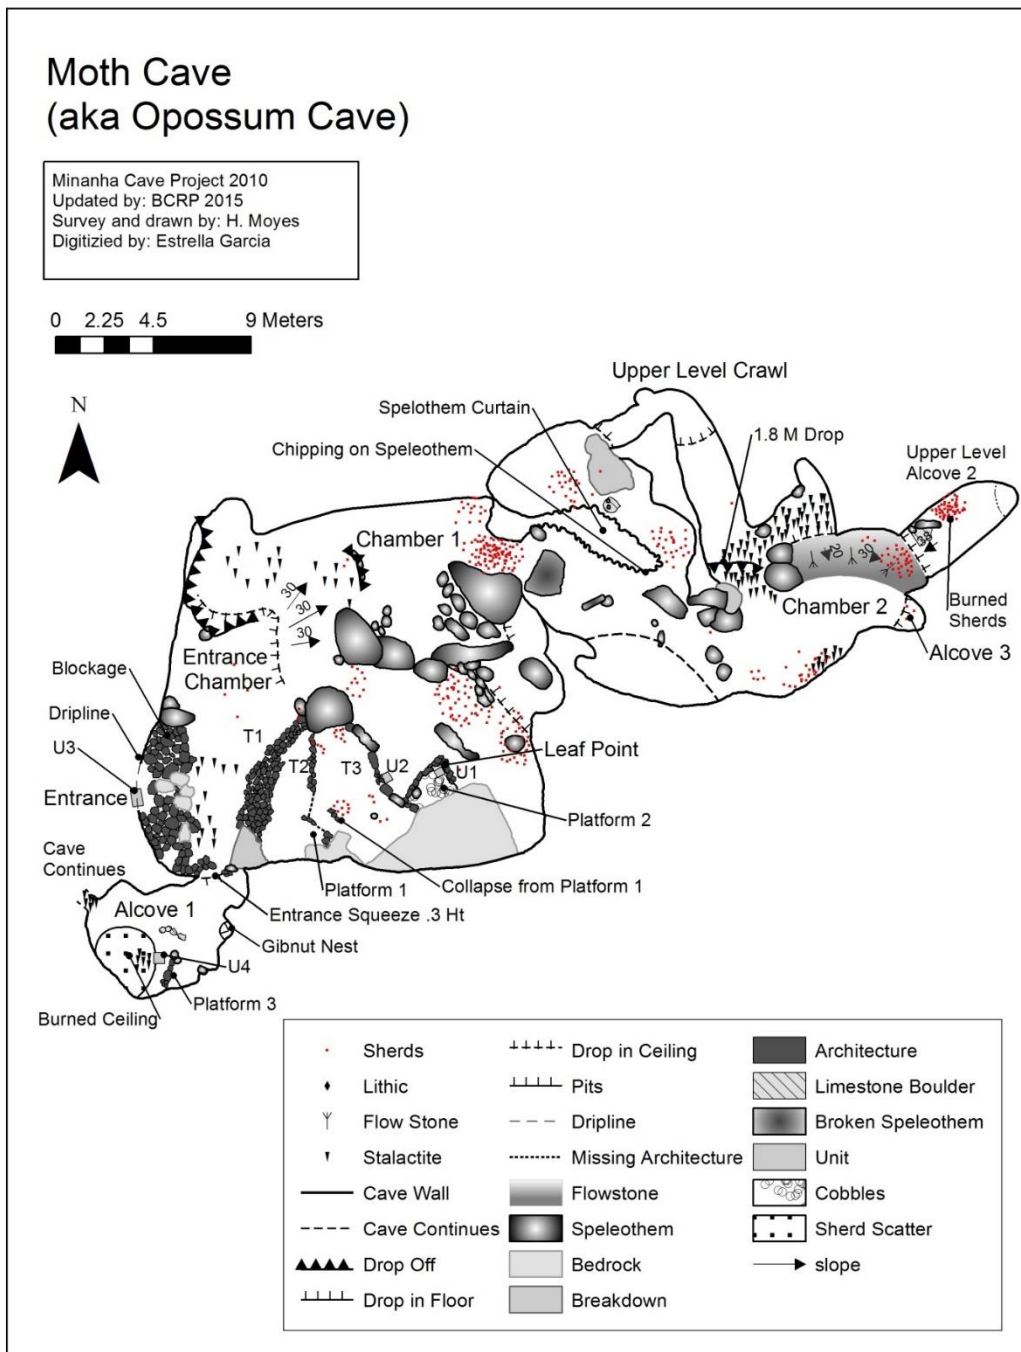 Moth Cave
(aka Opossum Cave)
Minanha Cave Project 2010
Updated by: BCRP 2015
Survey and drawn by: H. Moyes
Digitizied by: Estrella Garcia
0 2.25 4.5 9 Meters
N
Upper Level Crawl
Spelothem Curtain
Chipping on Speleothem
1.8 M Drop
Upper Level
Alcove 2
Chamber 1
30
30
30
20
30
Chamber 2
Burned
Sherds
Alcove 3
Entrance
Chamber
Blockage
Dripline
U3
Entrance
T1
T2
T3
U2
U1
Leaf Point
Platform 2
Cave
Continues
Platform 1
Collapse from Platform 1
Entrance Squeeze .3 Ht
Alcove 1
Gibnut Nest
U4
Platform 3
Burned Ceiling
Sherds
Lithic
Flow Stone
Stalactite
Cave Wall
Cave Continues
Drop Off
Drop in Floor
Drop in Ceiling
Pits
Dripline
Missing Architecture
Flowstone
Speleothem
Bedrock
Breakdown
Architecture
Limestone Boulder
Broken Speleothem
Unit
Cobbles
Sherd Scatter
slope